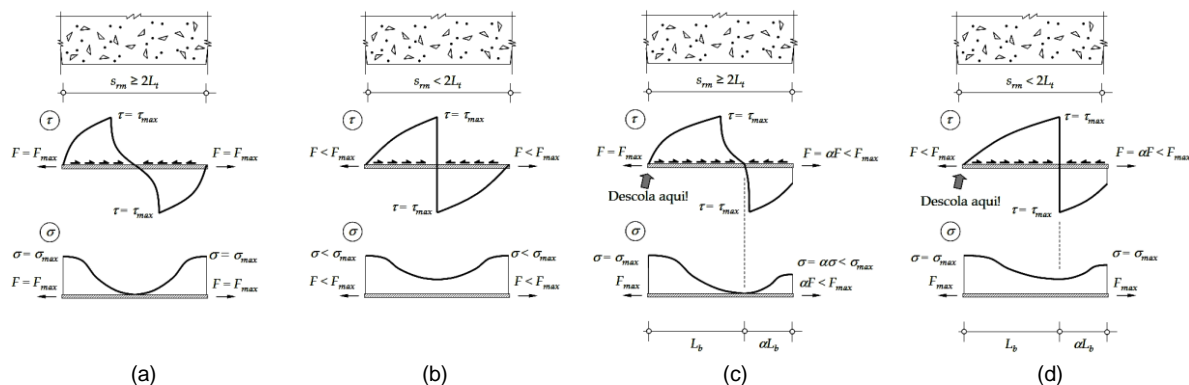 s_rm ≥ 2L_t
τ
τ = τ_max
F = F_max
F = F_max
τ = τ_max
σ
σ = σ_max
σ = σ_max
F = F_max
F = F_max
(a)
s_rm < 2L_t
τ
τ = τ_max
F < F_max
F < F_max
τ = τ_max
σ
σ < σ_max
σ < σ_max
F < F_max
F < F_max
(b)
s_rm ≥ 2L_t
τ
τ = τ_max
F = F_max
F = αF < F_max
Descola aqui!
τ = τ_max
σ
σ = σ_max
σ = ασ < σ_max
F_max
αF < F_max
L_b
αL_b
(c)
s_rm < 2L_t
τ
τ = τ_max
F < F_max
F = αF < F_max
Descola aqui!
τ = τ_max
σ
σ = σ_max
σ = σ_max
F_max
F_max
L_b
αL_b
(d)